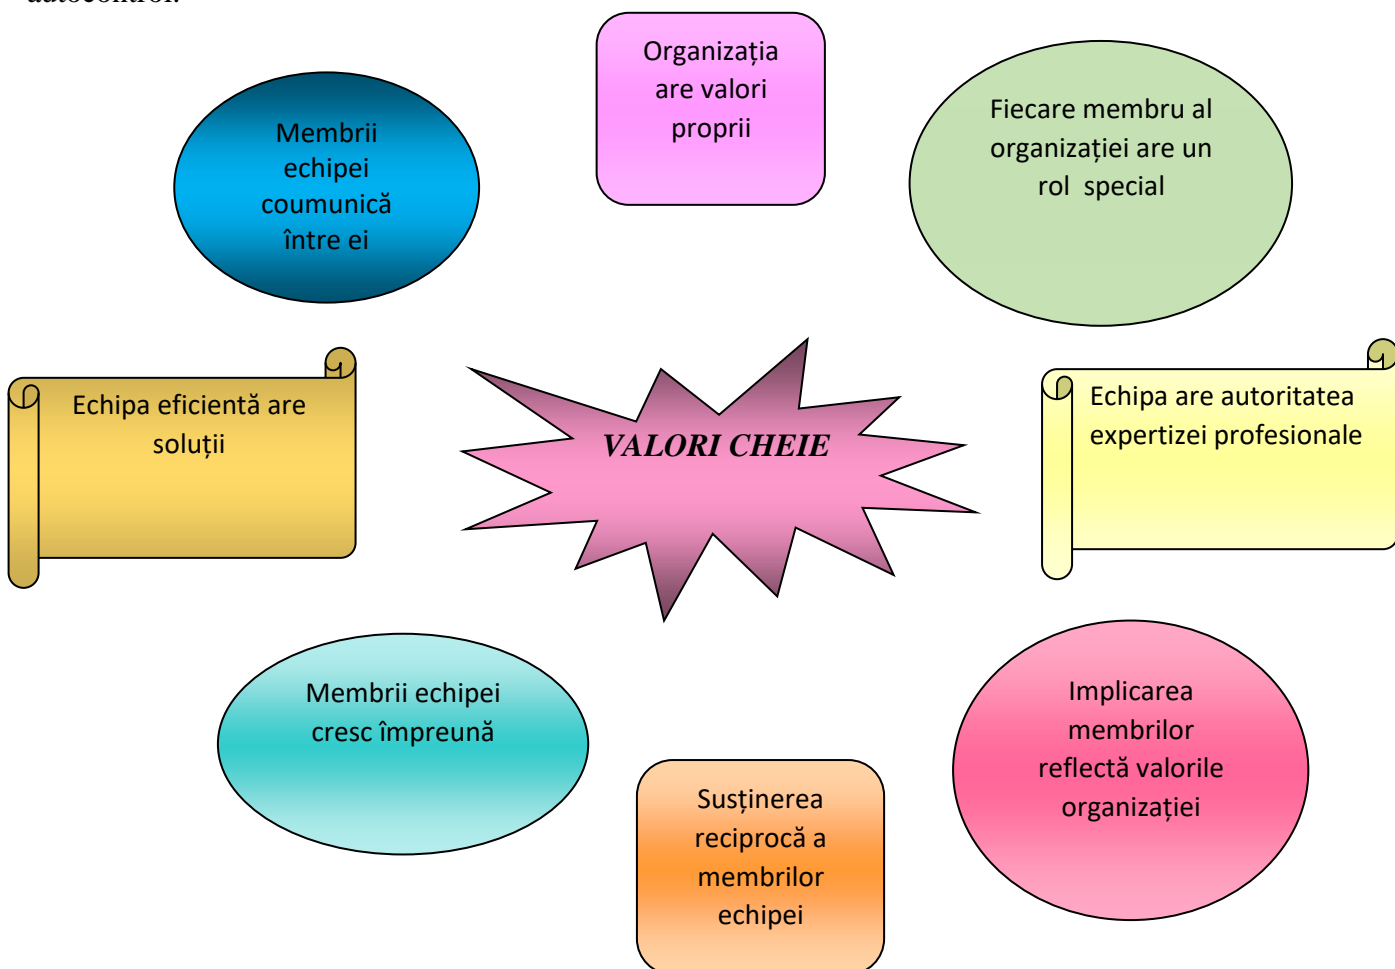 autocontrol.
Organizația
are valori
proprii
Membrii
echipei
coumunică
între ei
Fiecare membru al
organizației are un
rol special
Echipa eficientă are
soluții
VALORI CHEIE
Echipa are autoritatea
expertizei profesionale
Membrii echipei
cresc împreună
Susținerea
reciprocă a
membrilor
echipei
Implicarea
membrilor
reflectă valorile
organizației